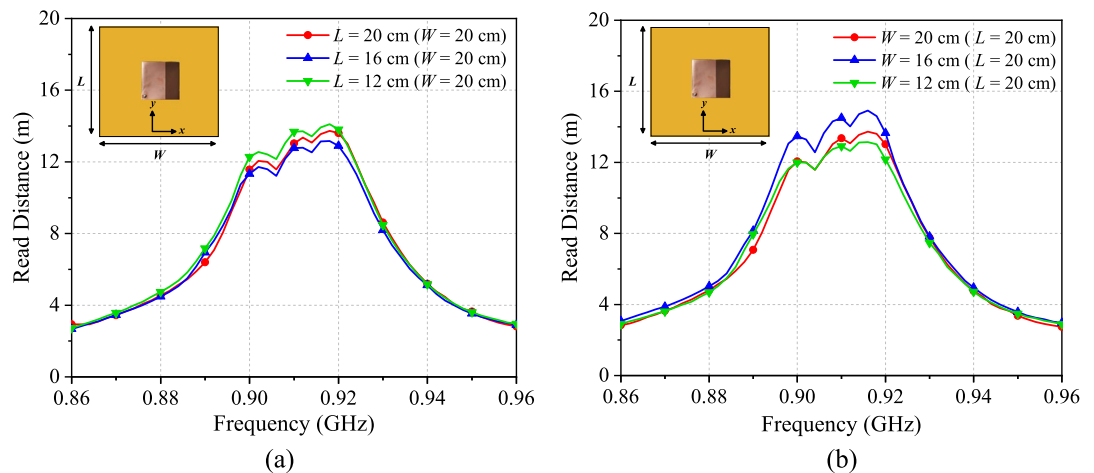 20
16
12
8
4
0
Read Distance (m)
L
W
y
x
L = 20 cm (W = 20 cm)
L = 16 cm (W = 20 cm)
L = 12 cm (W = 20 cm)
0.86 0.88 0.90 0.92 0.94 0.96
Frequency (GHz)
(a)
20
16
12
8
4
0
Read Distance (m)
L
W
y
x
W = 20 cm ( L = 20 cm)
W = 16 cm ( L = 20 cm)
W = 12 cm ( L = 20 cm)
0.86 0.88 0.90 0.92 0.94 0.96
Frequency (GHz)
(b)